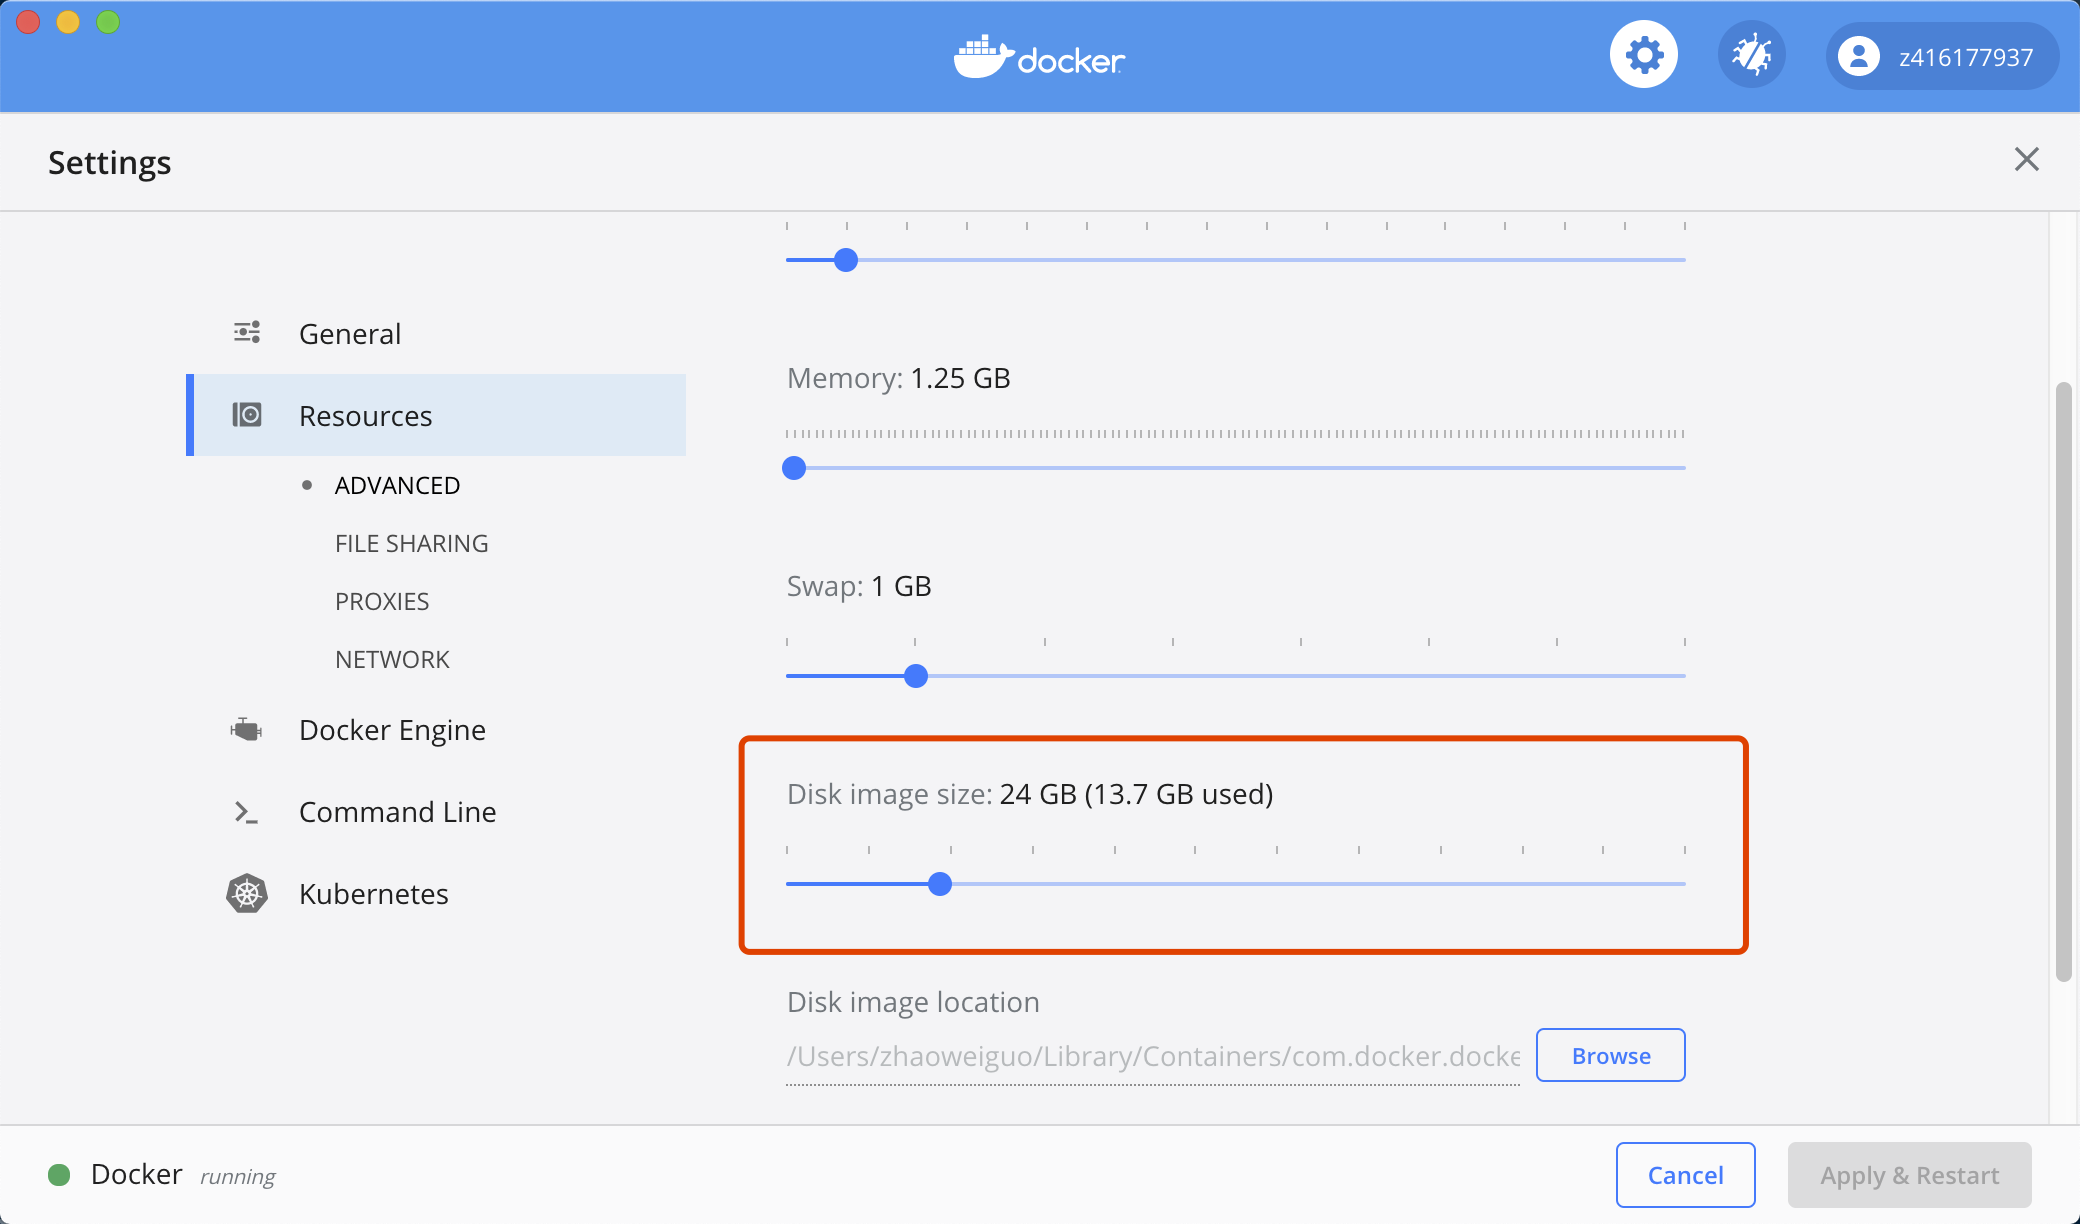 docker
z416177937
Settings
General
Resources
ADVANCED
FILE SHARING
PROXIES
NETWORK
Docker Engine
Command Line
Kubernetes
Memory: 1.25 GB
Swap: 1 GB
Disk image size: 24 GB (13.7 GB used)
Disk image location
/Users/zhaoweiguo/Library/Containers/com.docker.docke
Browse
Docker running
Cancel
Apply & Restart